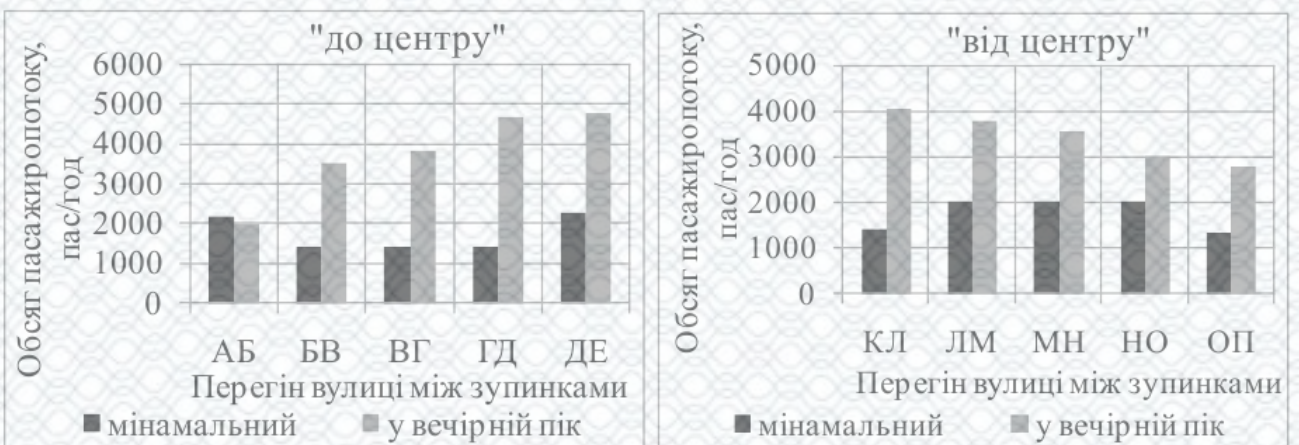 "до центру"
Обсяг пасажиропотоку,
пас/год
6000
5000
4000
3000
2000
1000
0
АБ БВ ВГ ГД ДЕ
Перегін вулиці між зупинками
мінамальний у вечірній пік
"від центру"
Обсяг пасажиропотоку,
пас/год
5000
4000
3000
2000
1000
0
КЛ ЛМ МН НО ОП
Перегін вулиці між зупинками
мінамальний у вечірній пік